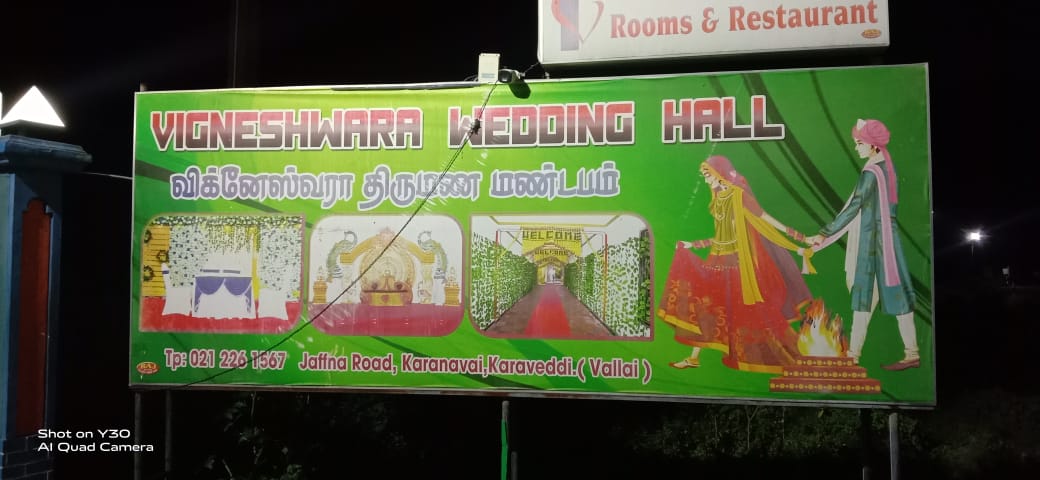 Rooms & Restaurant
VIGNESHWARA WEDDING HALL
விக்னேஸ்வரா திருமண மண்டபம்
WELCOME
WELCOME
Tp: 021 226 1567 Jaffna Road, Karanavai,Karaveddi.( Vallai )
Shot on Y30
AI Quad Camera